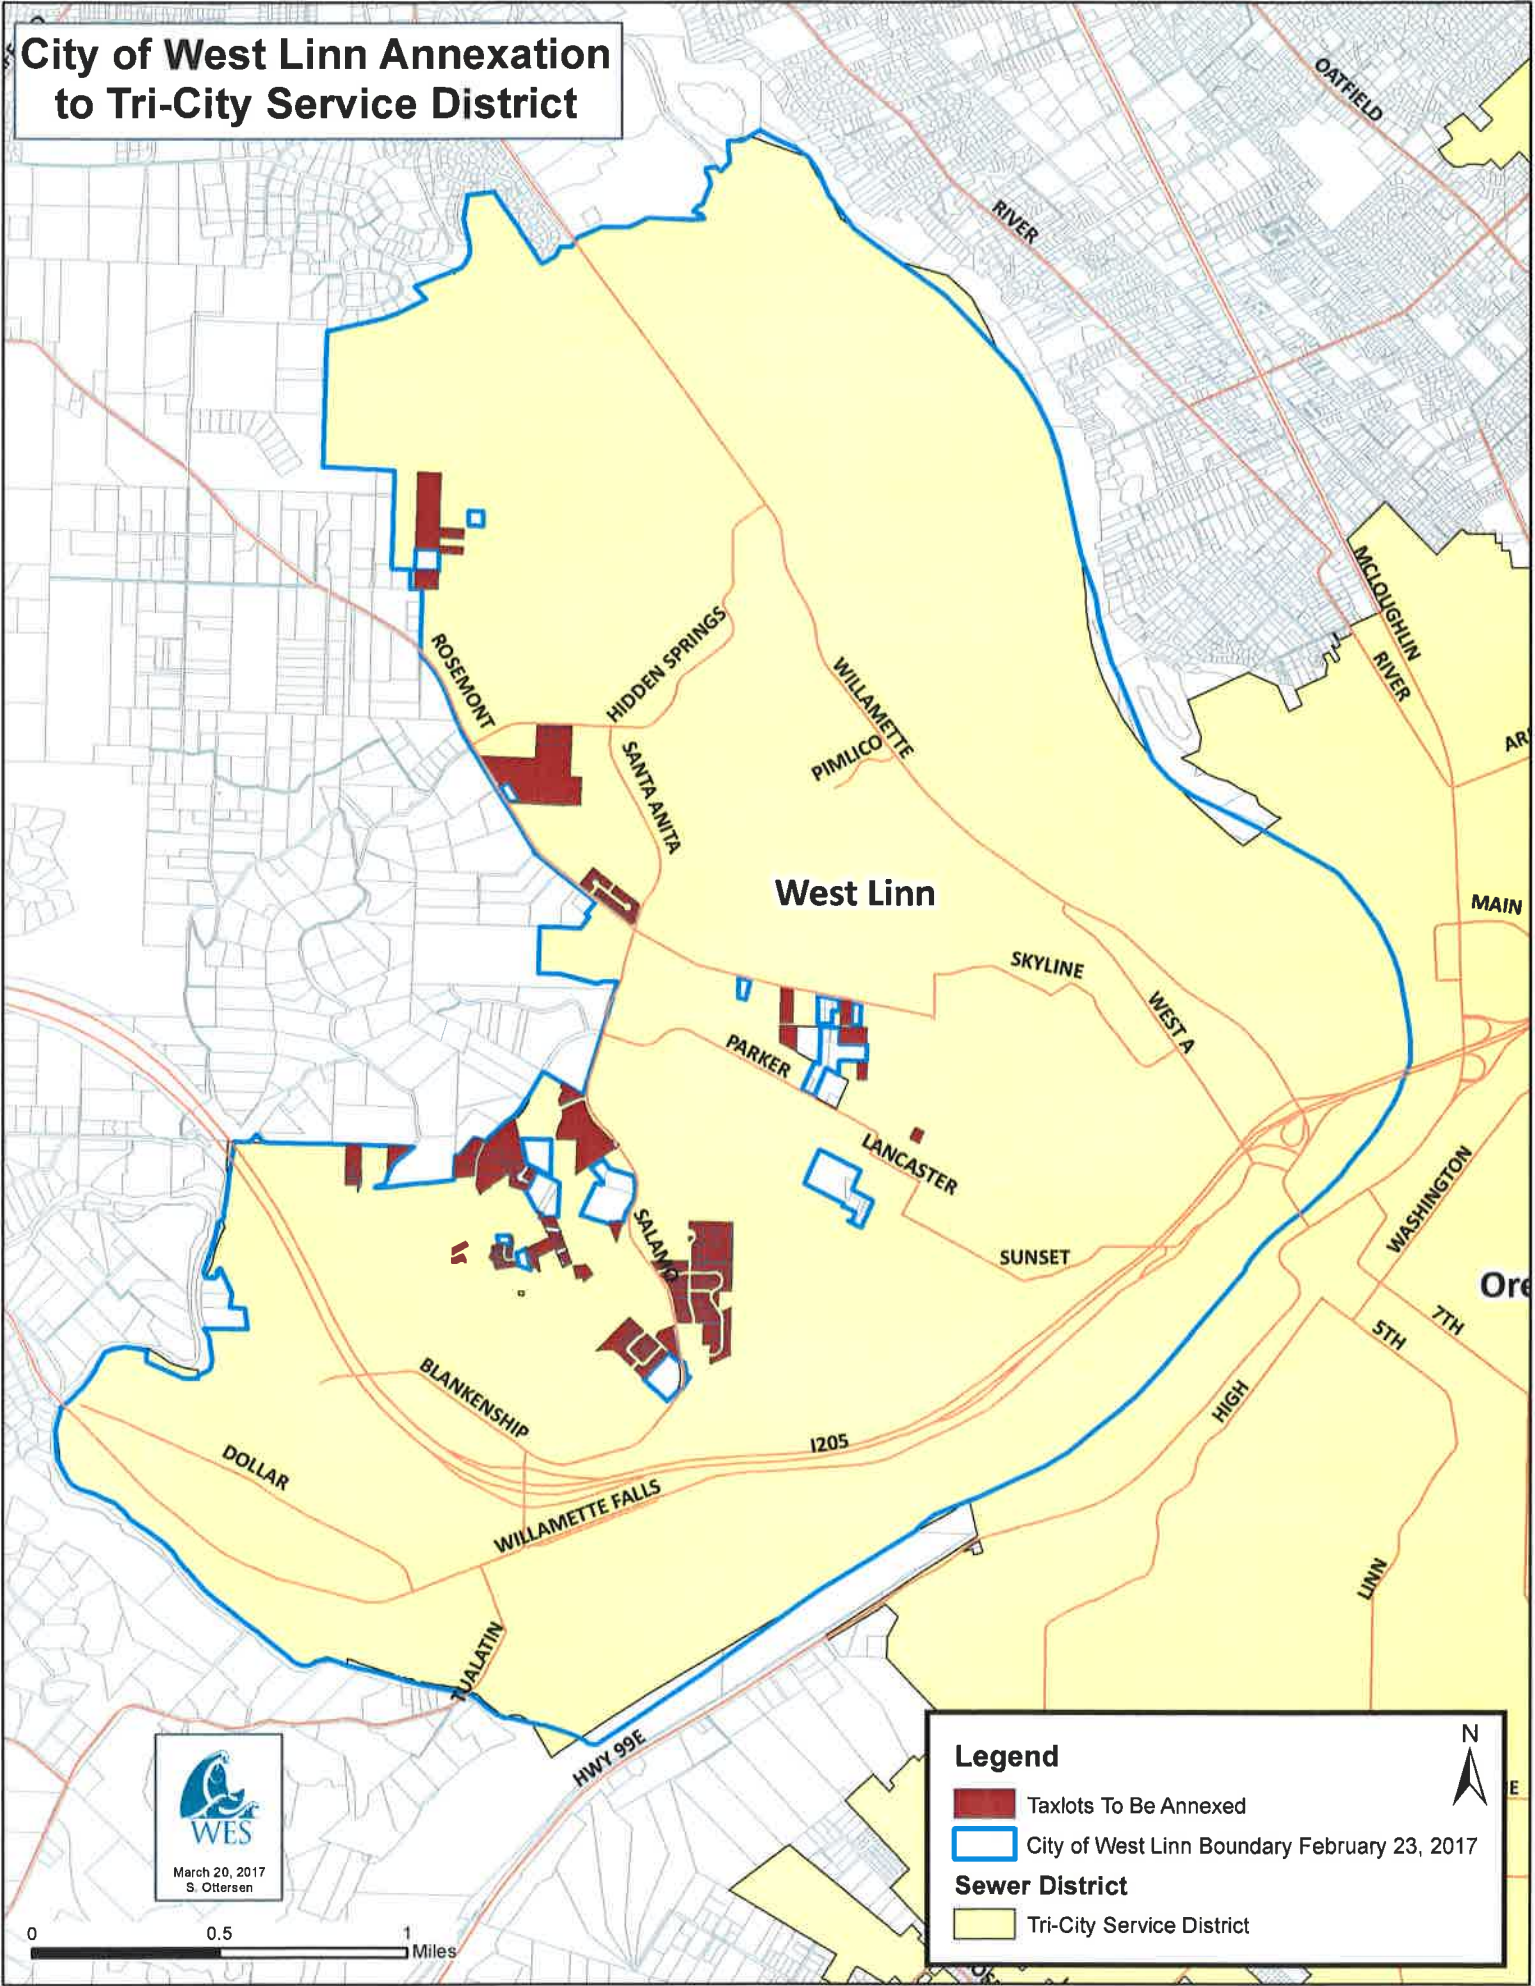 City of West Linn Annexation
to Tri-City Service District
OATFIELD
RIVER
MCLOUGHLIN
RIVER
ROSEMONT
HIDDEN SPRINGS
WILLAMETTE
PIMLICO
SANTA ANITA
West Linn
MAIN
SKYLINE
WEST A
PARKER
LANCASTER
WASHINGTON
SALAMO
SUNSET
7TH
5TH
BLANKENSHIP
HIGH
DOLLAR
I205
WILLAMETTE FALLS
LINN
TUALATIN
HWY 99E
WES
March 20, 2017
S. Ottersen
0 0.5 1
Miles
N
Legend
Taxlots To Be Annexed
City of West Linn Boundary February 23, 2017
Sewer District
Tri-City Service District